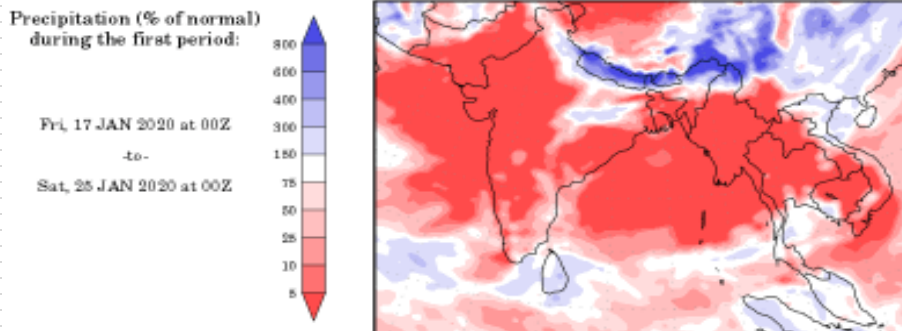 Precipitation (% of normal)
during the first period:
Fri, 17 JAN 2020 at 00Z
-to-
Sat, 25 JAN 2020 at 00Z
800
600
400
300
150
75
50
25
10
5